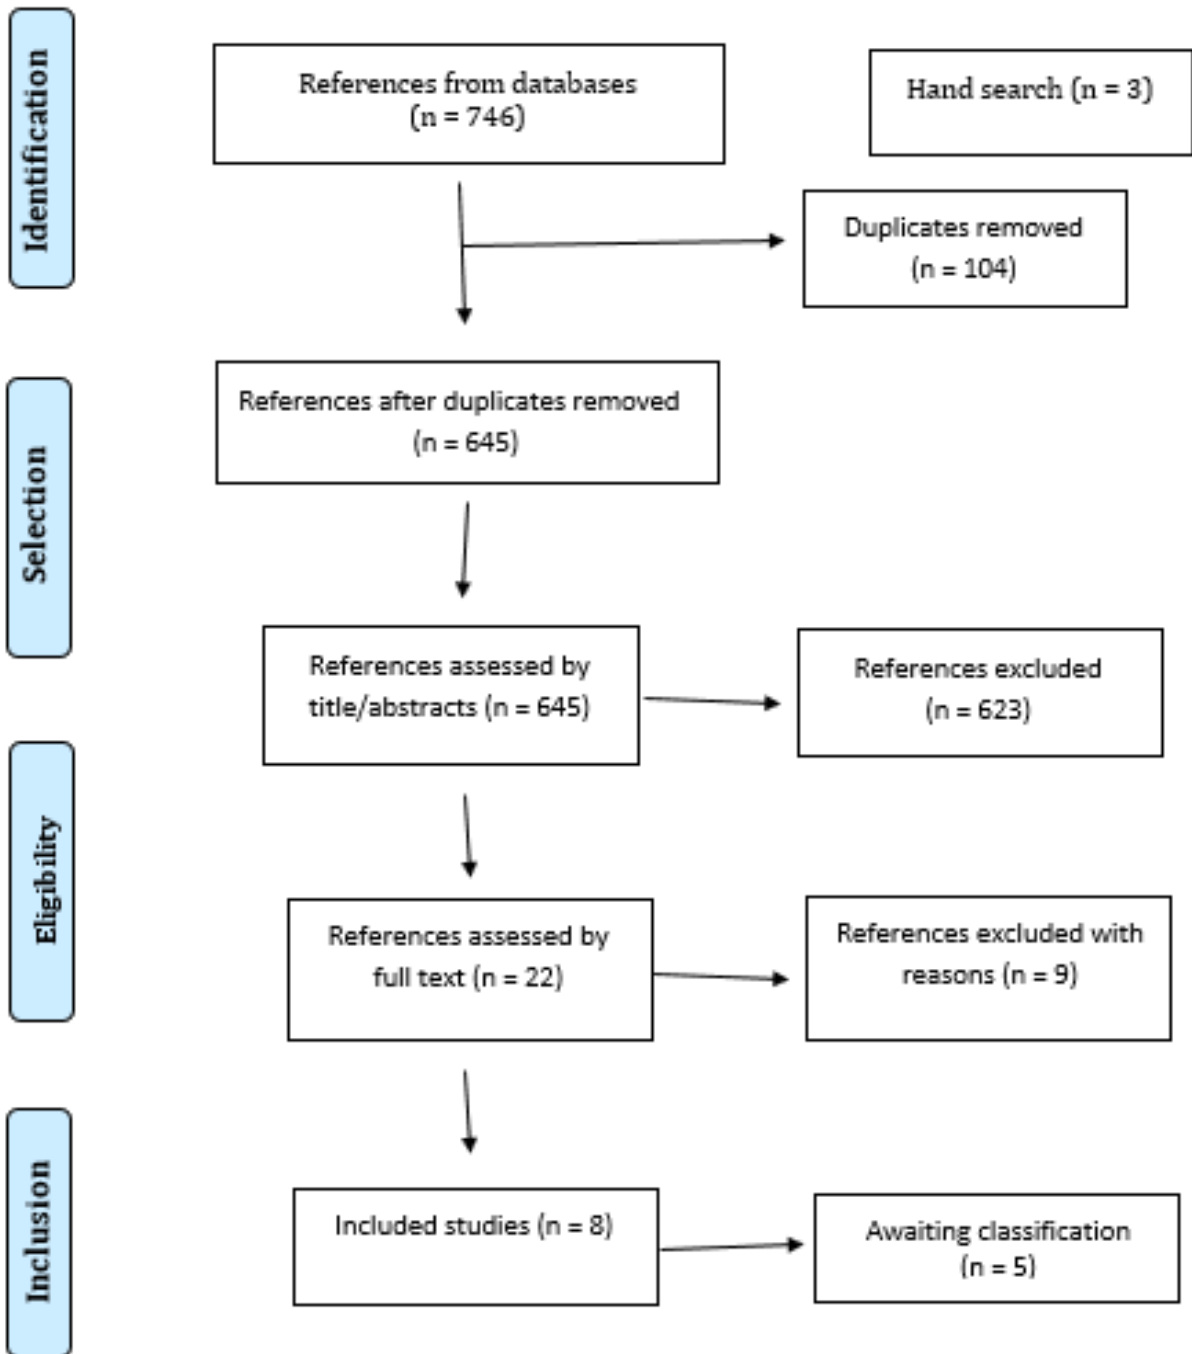 Identification
References from databases
(n = 746)
Hand search (n = 3)
Duplicates removed
(n = 104)
Selection
References after duplicates removed
(n = 645)
References assessed by
title/abstracts (n = 645)
References excluded
(n = 623)
Eligibility
References assessed by
full text (n = 22)
References excluded with
reasons (n = 9)
Inclusion
Included studies (n = 8)
Awaiting classification
(n = 5)